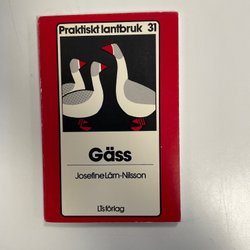 Praktiskt lantbruk 31
Gäss
Josefine Lärn-Nilsson
LTs förlag